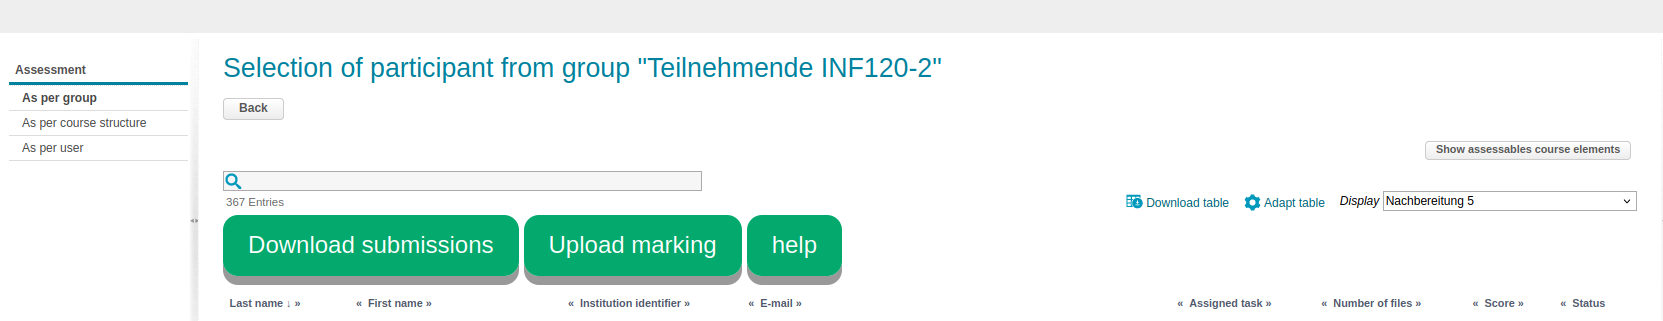 Assessment
As per group
As per course structure
As per user
Selection of participant from group "Teilnehmende INF120-2"
Back
Show assessables course elements
367 Entries
Download table Adapt table Display Nachbereitung 5
Download submissions Upload marking help
Last name ↓ » « First name » « Institution identifier » « E-mail » « Assigned task » « Number of files » « Score » « Status